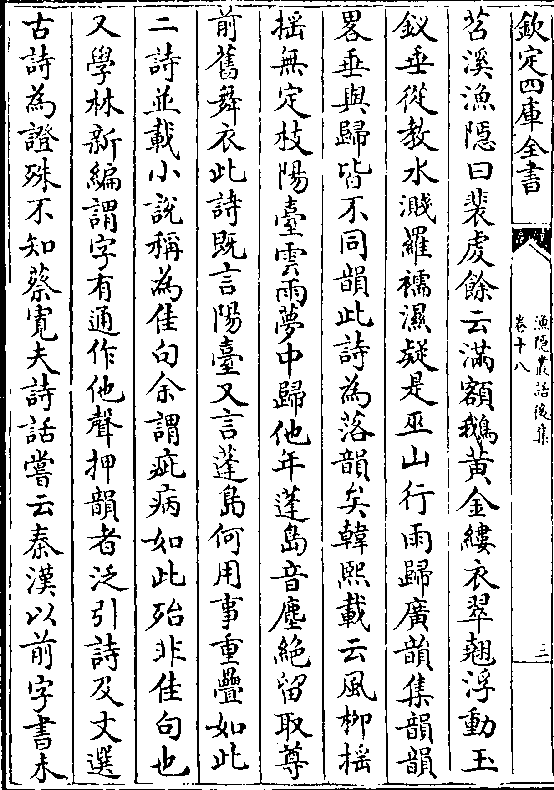 欽定四庫全書
漁隱叢話後集
卷十八
三
苕溪漁隱曰裴虔餘云滿額鵝黃金縷衣翠翹浮動玉
釵垂從教水濺羅襦濕疑是巫山行雨歸廣韻集韻韻
畧垂與歸皆不同韻此詩為落韻矣韓熙載云風柳揺
揺無定枝陽臺雲雨夢中歸他年蓬島音塵絶留取尊
前舊舞衣此詩既言陽臺又言蓬島何用事重疊如此
二詩並載小説稱為佳句余謂疵病如此殆非佳句也
又學林新編謂字有通作他聲押韻者泛引詩及文選
古詩為證殊不知蔡寛夫詩話嘗云秦漢以前字書未